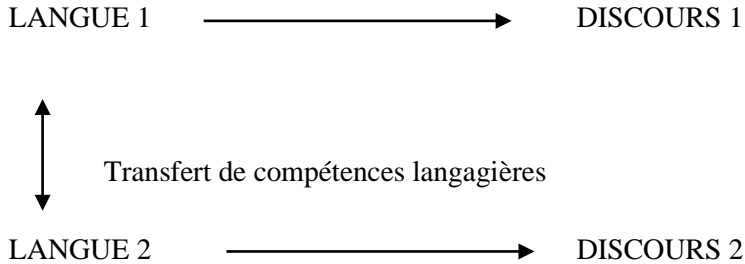 LANGUE 1 DISCOURS 1
Transfert de compétences langagières
LANGUE 2 DISCOURS 2